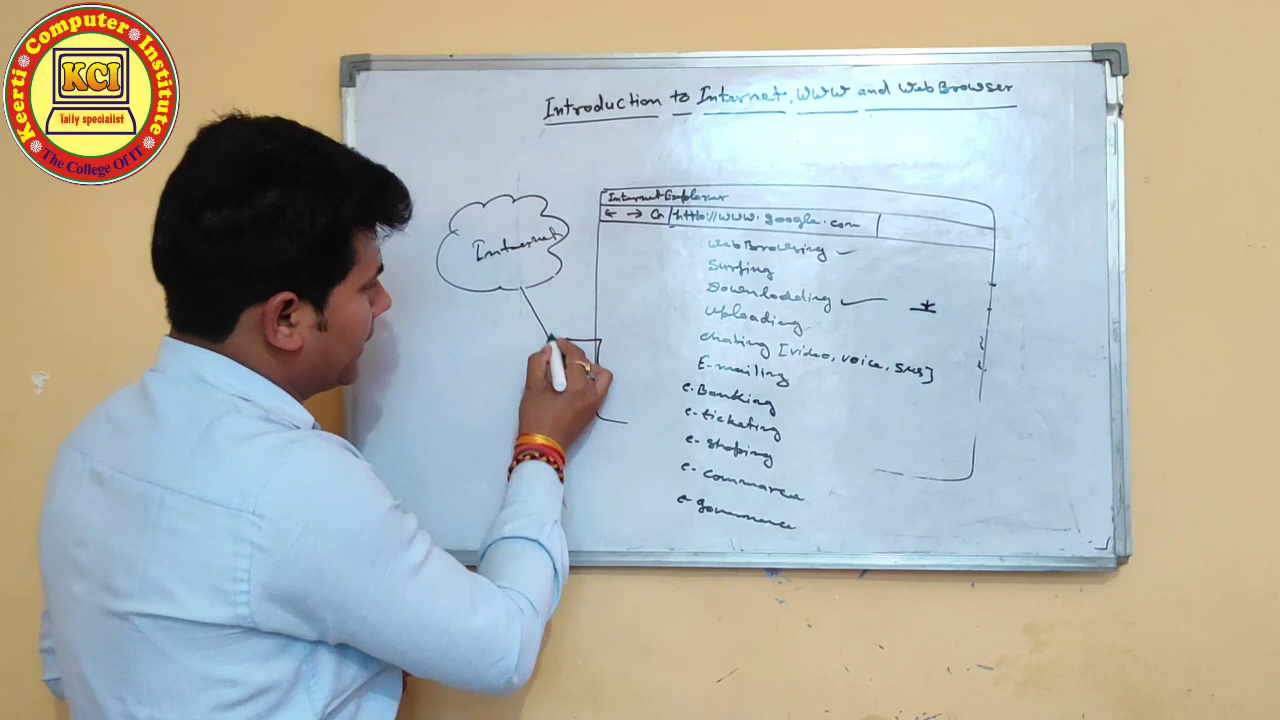 Keerti Computer Institute
KCI
Tally specialist
The College Of IT
Introduction to Internet, WWW and Web Browser
Internet
Internet Explorer
http://www.google.com
Web Browsing
Surfing
Downloading
Uploading
Chating [video, voice, sms]
E-mailing
e-Banking
e-ticketing
e-shoping
e-commarce
e-governance